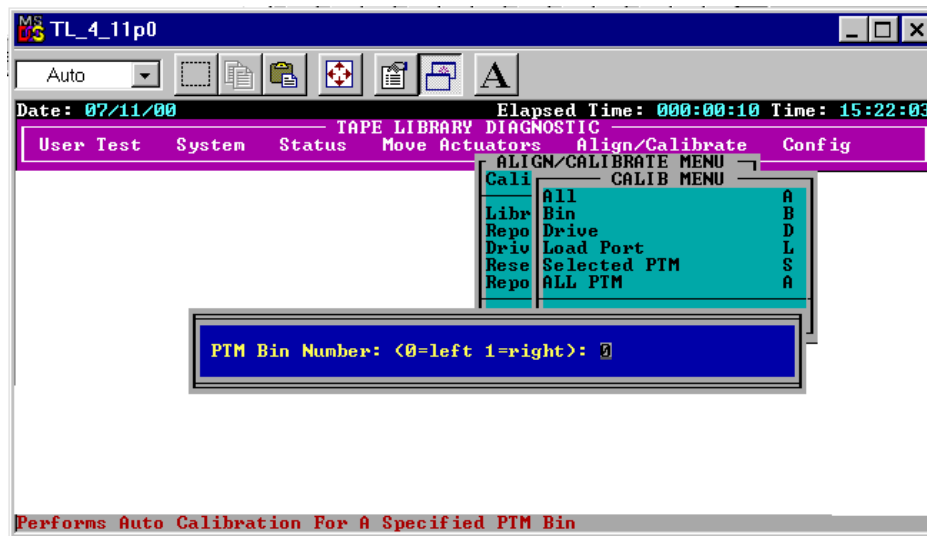 MS DOS TL_4_11p0
Auto A
Date: 07/11/00 Elapsed Time: 000:00:10 Time: 15:22:03
TAPE LIBRARY DIAGNOSTIC
User Test System Status Move Actuators Align/Calibrate Config
ALIGN/CALIBRATE MENU
Cali CALIB MENU
All A
Libr Bin B
Repo Drive D
Driv Load Port L
Rese Selected PTM S
Repo ALL PTM A
PTM Bin Number: (0=left 1=right): 0
Performs Auto Calibration For A Specified PTM Bin